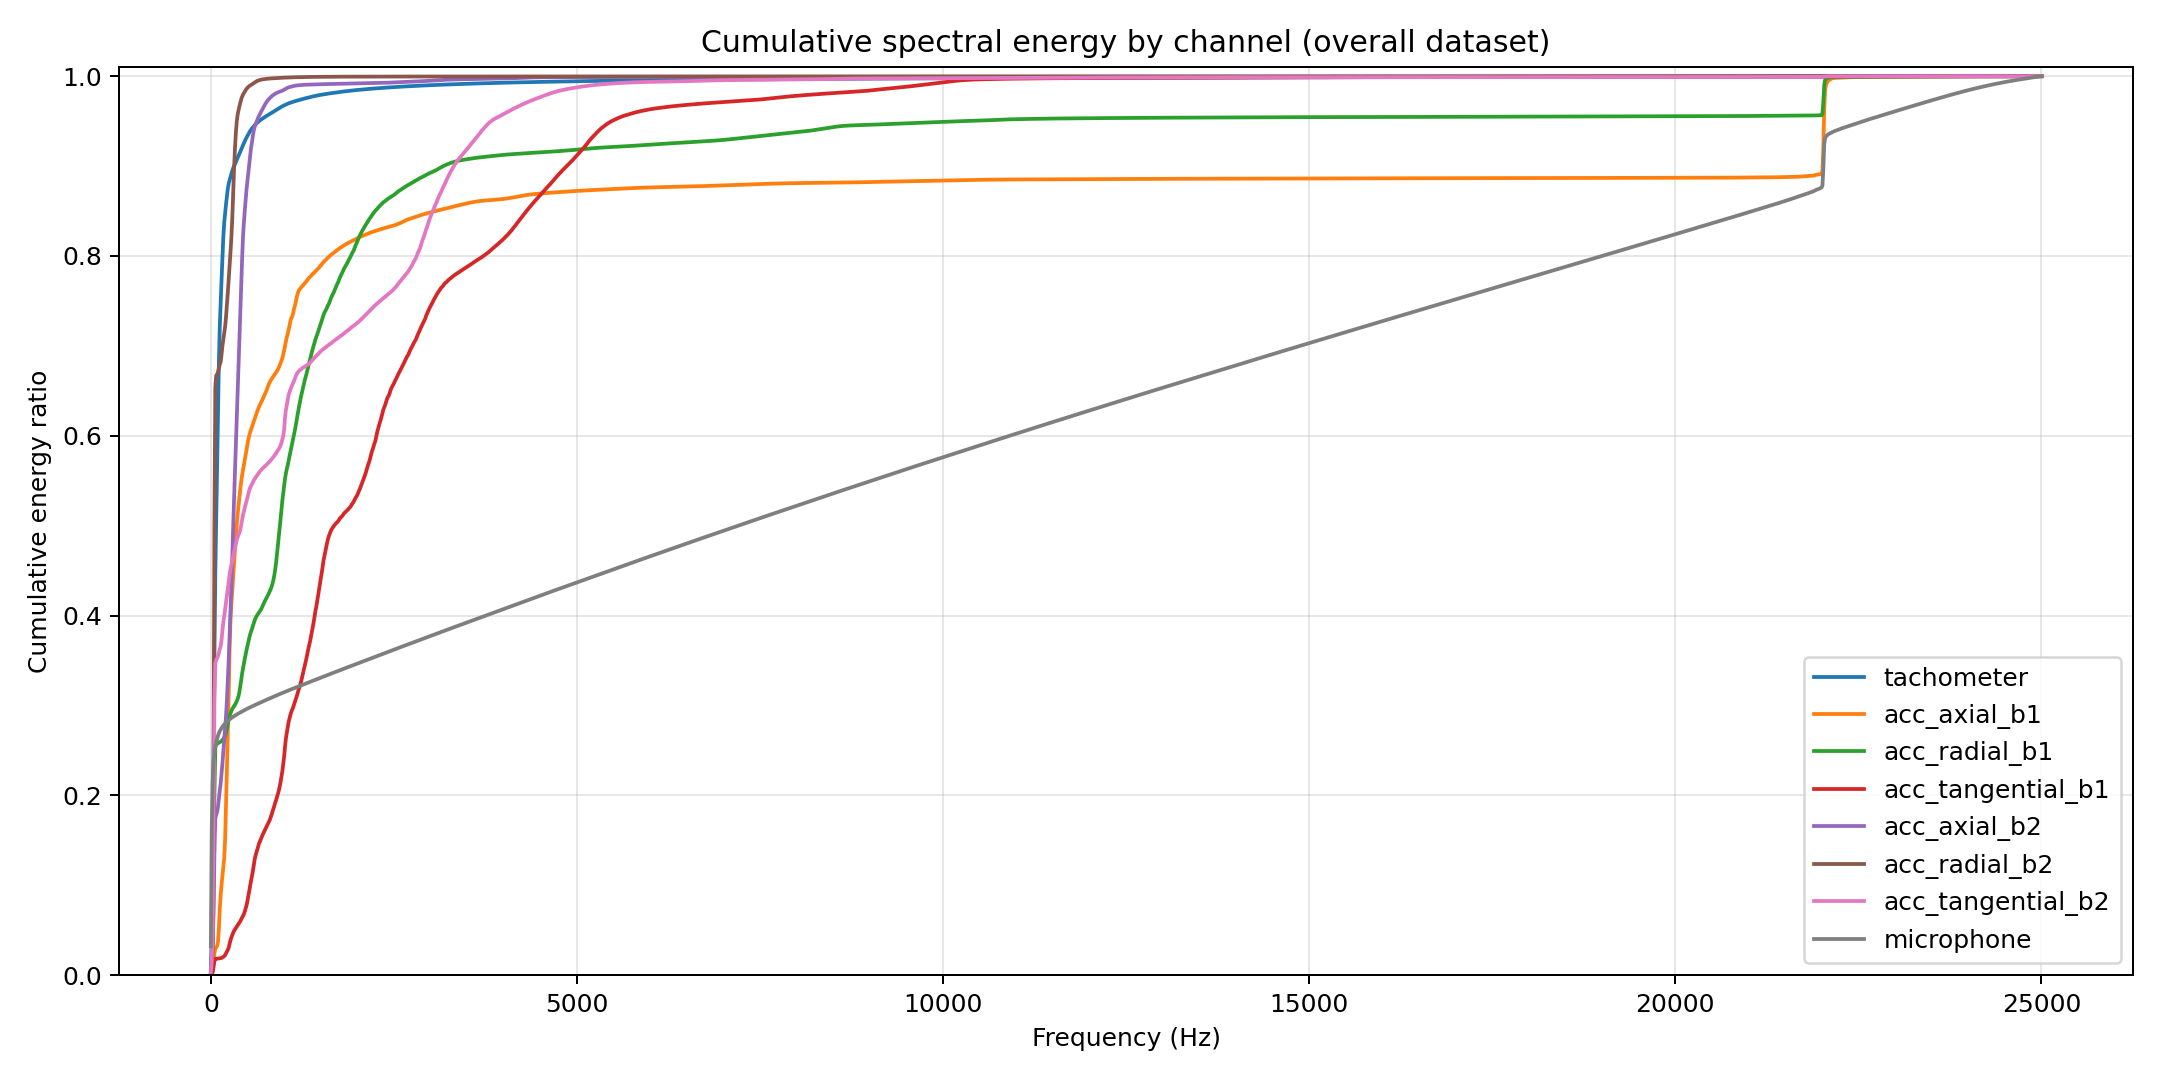 Cumulative spectral energy by channel (overall dataset)
Cumulative energy ratio
1.0
0.8
0.6
0.4
0.2
0.0
0
5000
10000
15000
20000
25000
Frequency (Hz)
tachometer
acc_axial_b1
acc_radial_b1
acc_tangential_b1
acc_axial_b2
acc_radial_b2
acc_tangential_b2
microphone